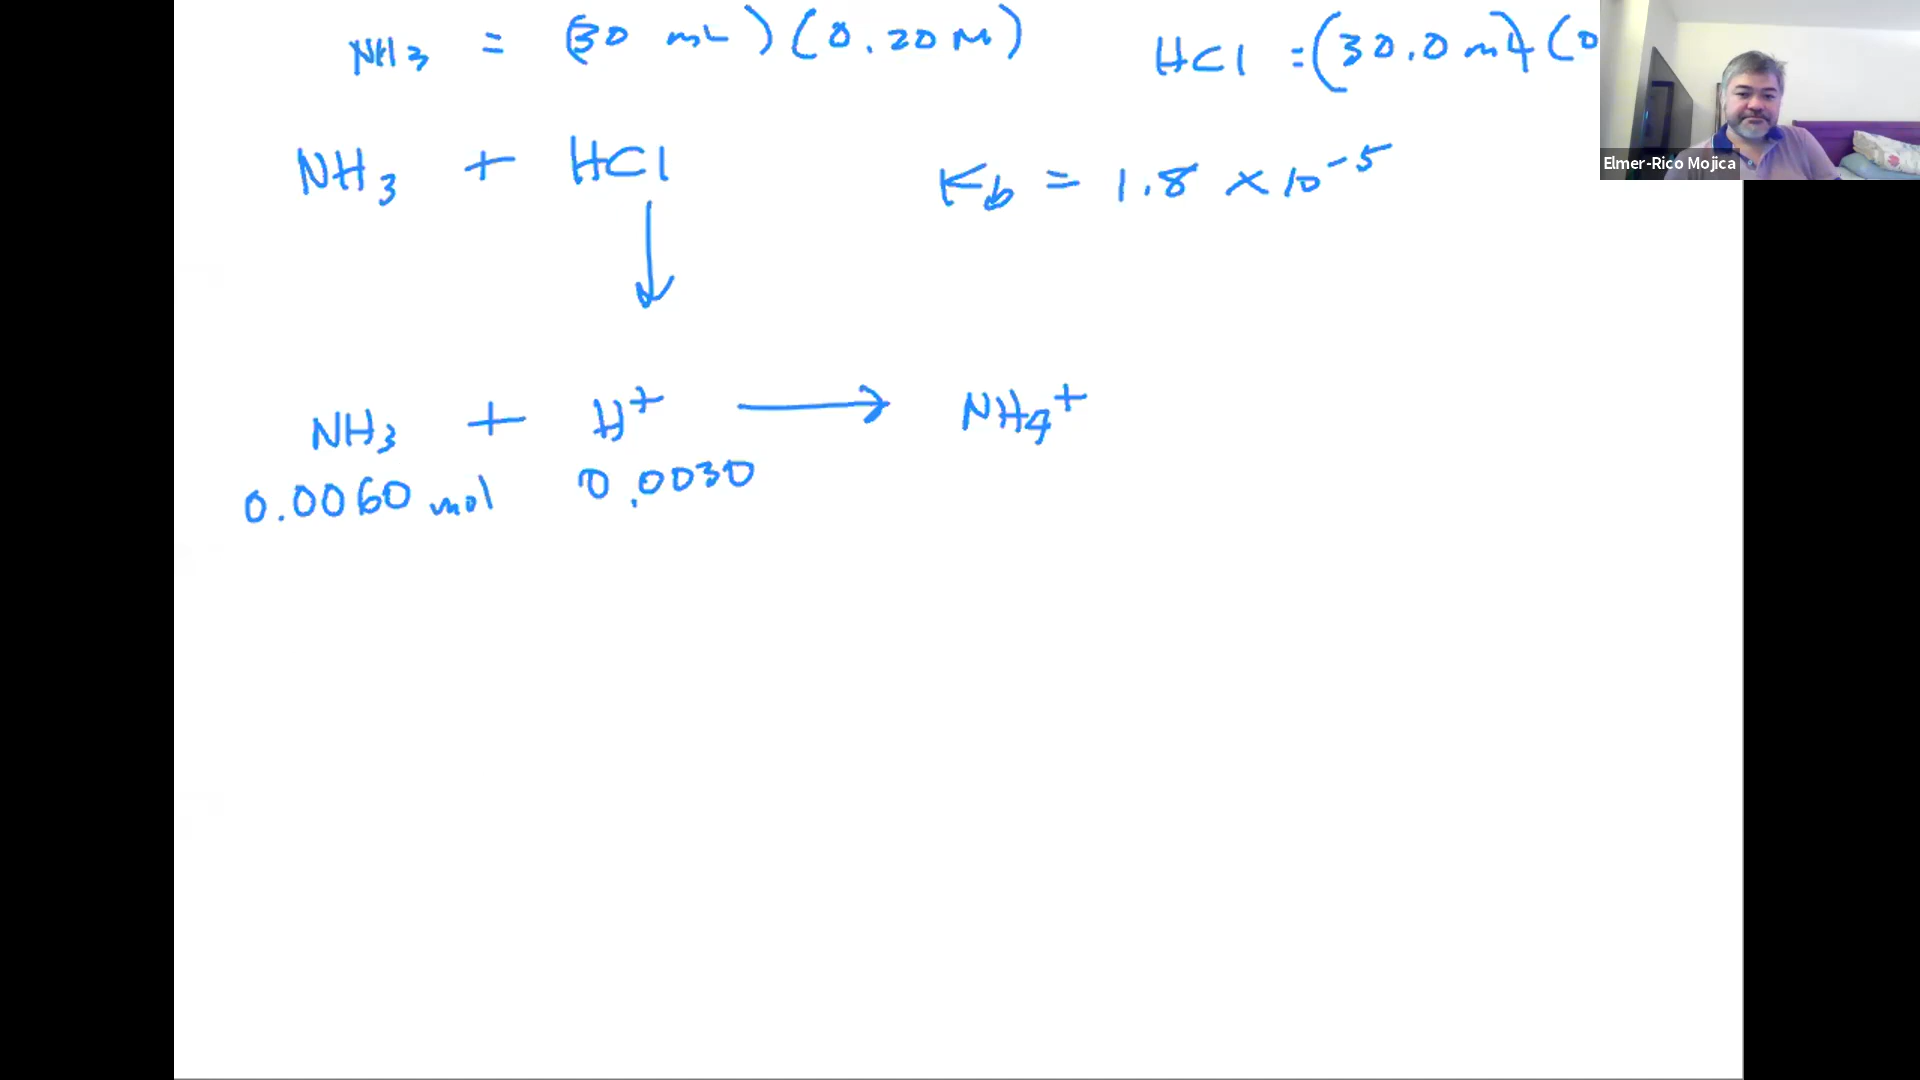 NH3 = (30 mL)(0.20 M) HCl = (30.0 mL)(0
NH3 + HCl Kb = 1.8 × 10^-5
Elmer-Rico Mojica
↓
NH3 + H+ → NH4+
0.0060 mol 0.0030